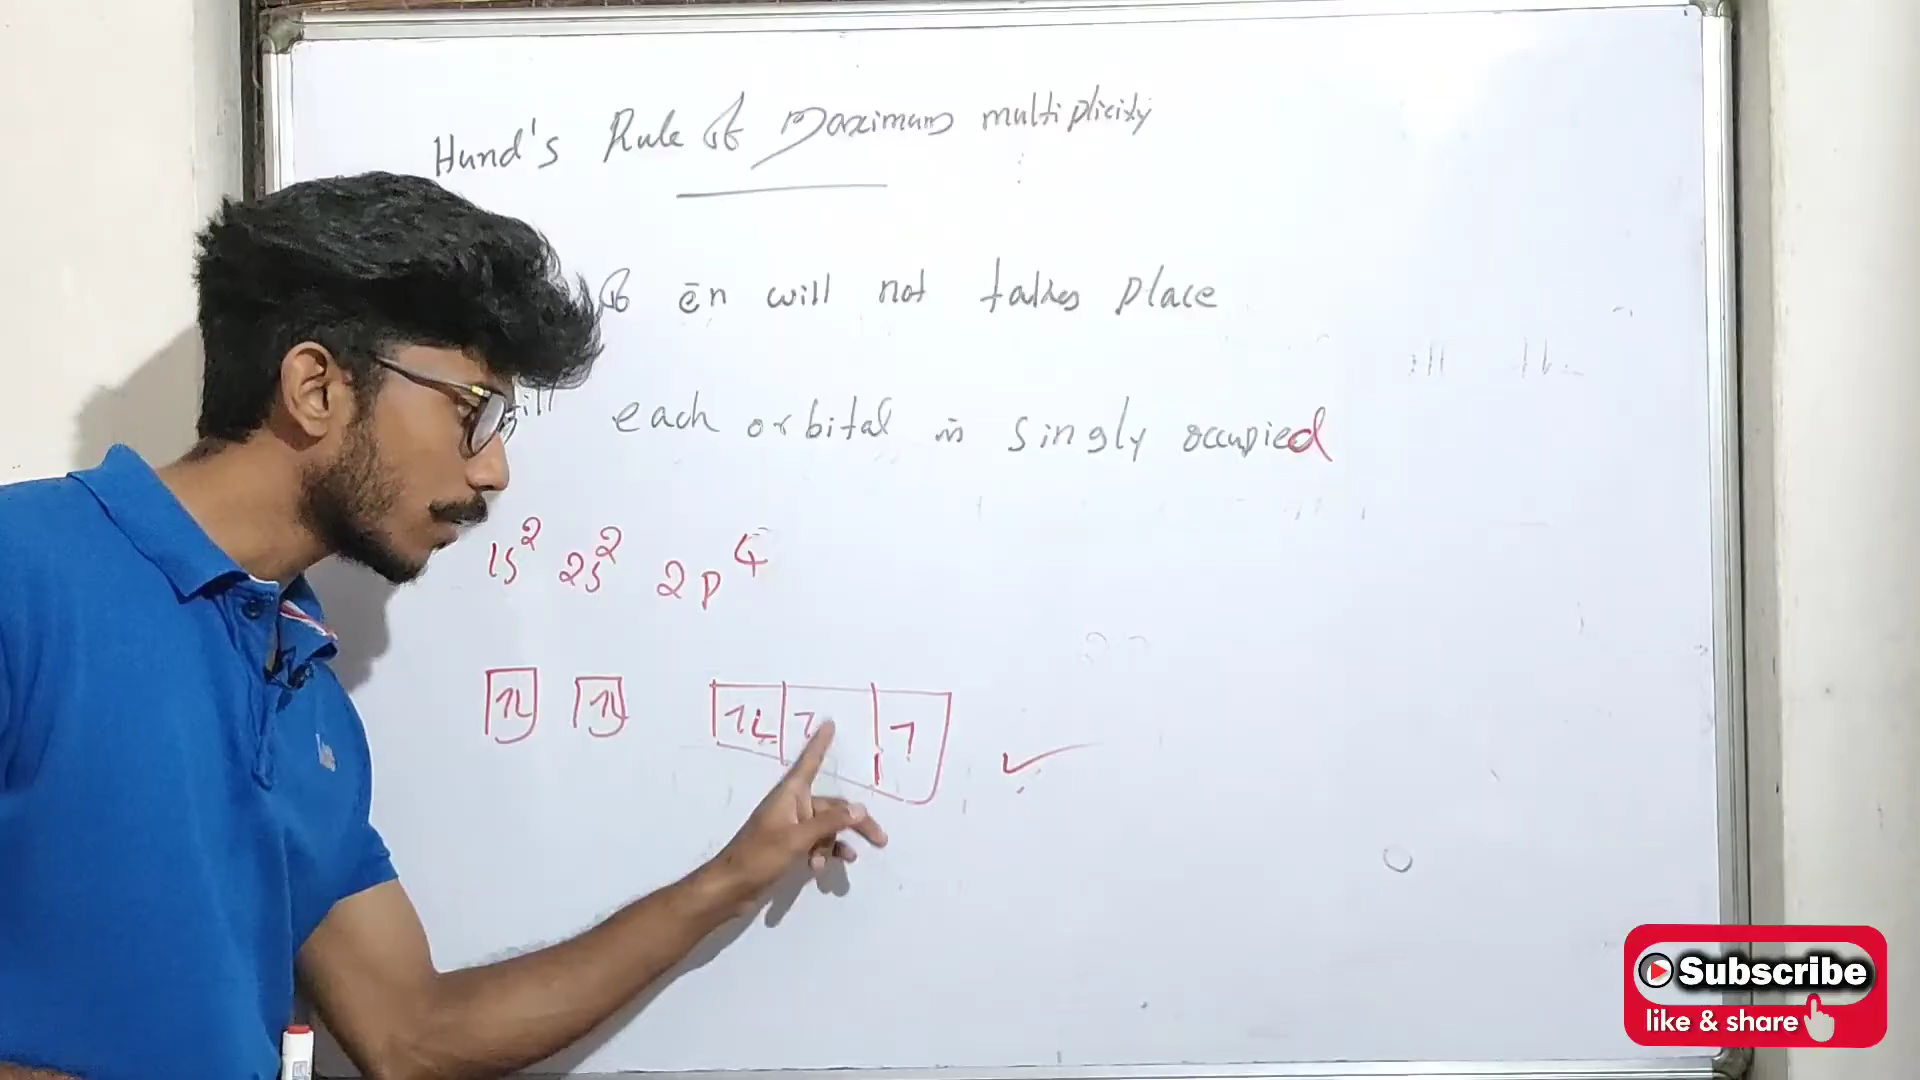 Hund's Rule of Maximum multiplicity
of ēn will not takes place
till each orbital is singly occupied
1s² 2s² 2p⁴
Subscribe
like & share